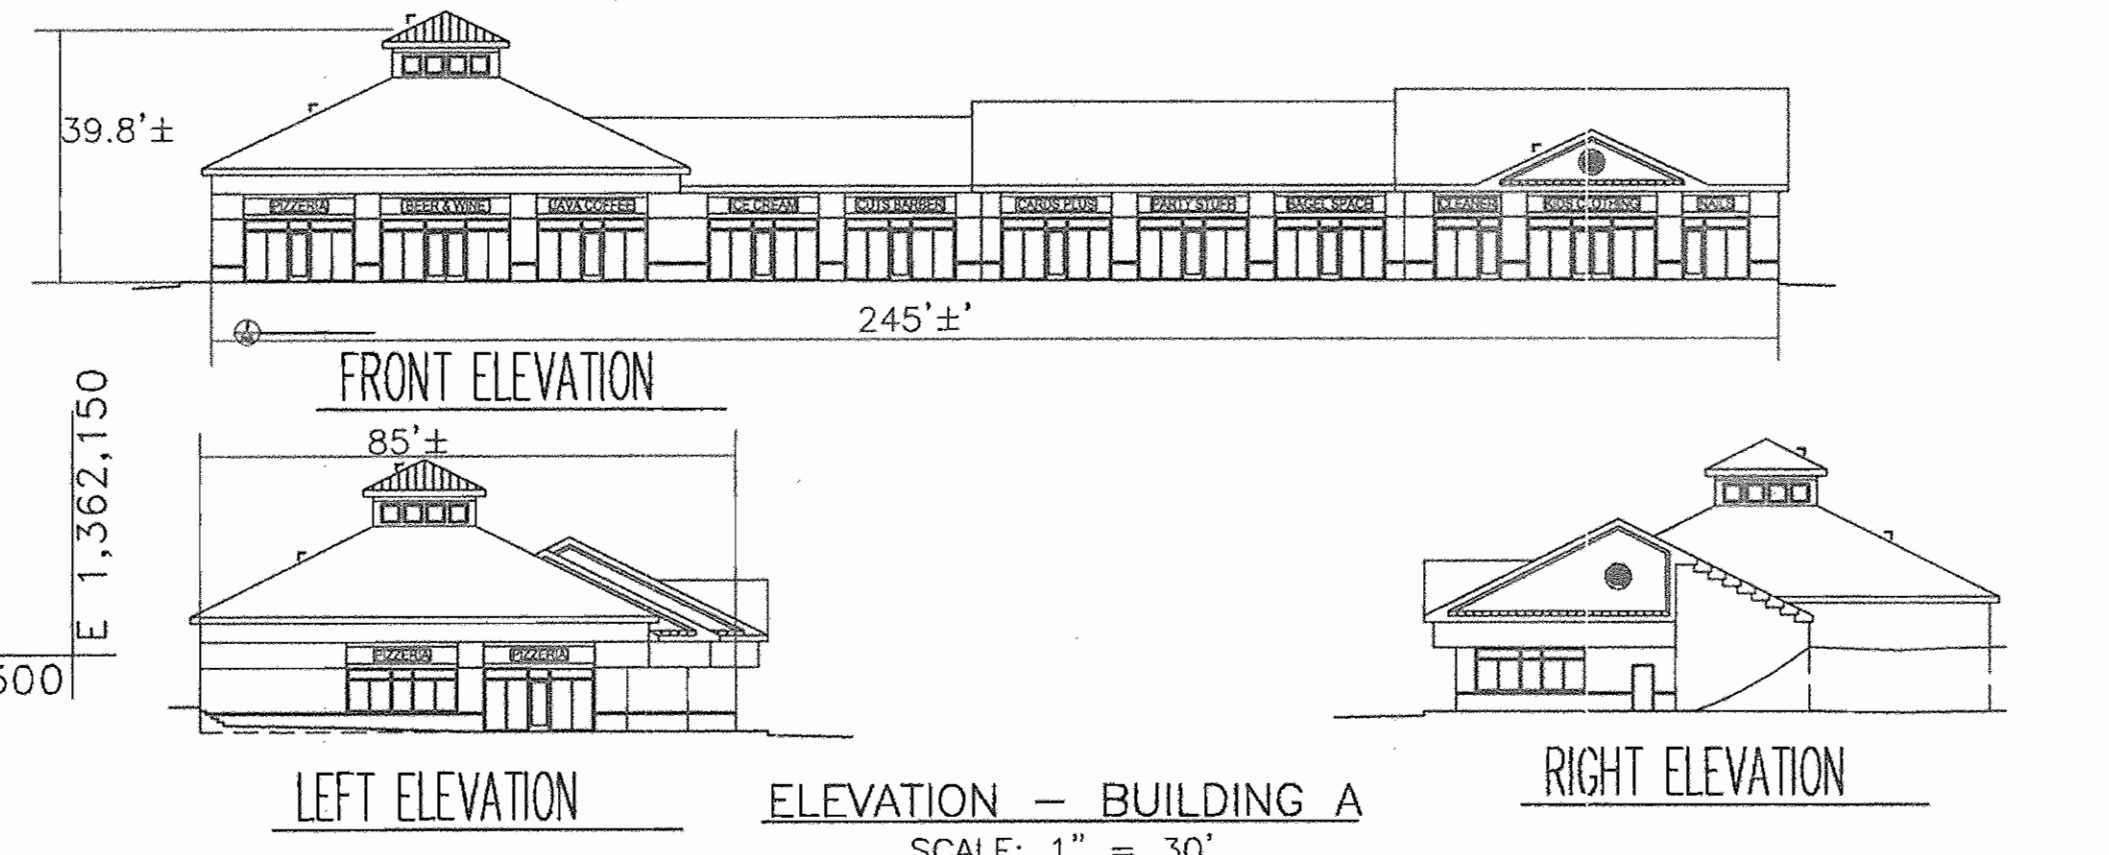 39.8'±
PIZZERIA BEER & WINE JAVA COFFEE ICE CREAM CUTS BARBER CARDS PLUS PARTY STUFF BAGEL SPACE CLEANER KIDS CLOTHING NAILS
245'±'
FRONT ELEVATION
E 1,362,150
500
85'±
PIZZERIA PIZZERIA
LEFT ELEVATION
RIGHT ELEVATION
ELEVATION – BUILDING A
SCALE: 1" = 30'